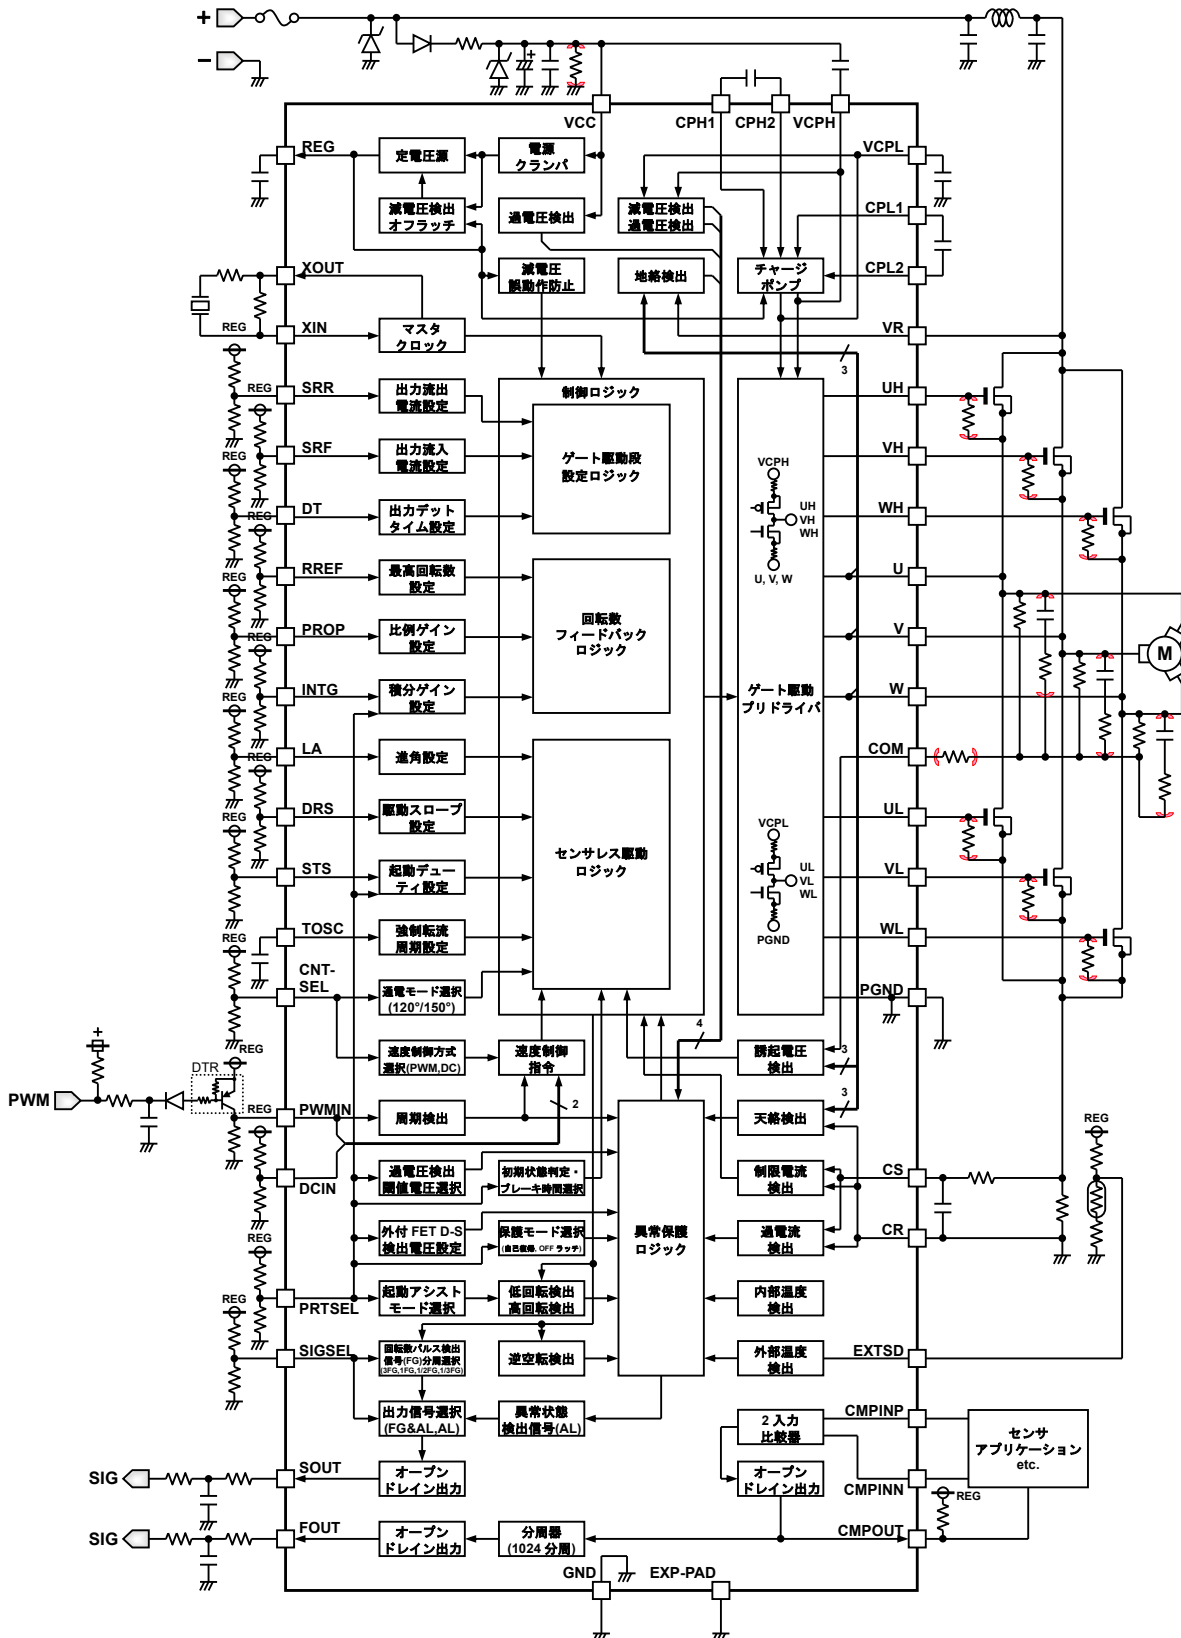 +
−
VCC
CPH1
CPH2
VCPH
REG
定電圧源
電源
クランパ
VCPL
減電圧検出
オフラッチ
過電圧検出
減電圧検出
過電圧検出
CPL1
XOUT
減電圧
誤動作防止
地絡検出
チャージ
ポンプ
CPL2
REG
XIN
マスタ
クロック
VR
3
REG
SRR
出力流出
電流設定
制御ロジック
UH
REG
SRF
出力流入
電流設定
ゲート駆動段
設定ロジック
VCPH
VH
REG
DT
出力デット
タイム設定
UH
VH
WH
WH
REG
RREF
最高回転数
設定
U, V, W
U
REG
PROP
比例ゲイン
設定
回転数
フィードバック
ロジック
V
M
REG
INTG
積分ゲイン
設定
ゲート駆動
プリドライバ
W
REG
LA
進角設定
COM
REG
DRS
駆動スロープ
設定
VCPL
UL
REG
STS
起動デュー
ティ設定
センサレス駆動
ロジック
UL
VL
WL
VL
TOSC
強制転流
周期設定
PGND
WL
REG
CNT-
SEL
通電モード選択
(120°/150°)
PGND
4
+
速度制御方式
選択(PWM,DC)
速度制御
指令
誘起電圧
検出
3
DTR
REG
PWM
REG
PWMIN
周期検出
2
天絡検出
3
REG
REG
DCIN
過電圧検出
閾値電圧選択
初期状態判定・
ブレーキ時間選択
制限電流
検出
CS
REG
外付 FET D-S
検出電圧設定
保護モード選択
(自己復帰, OFF ラッチ)
異常保護
ロジック
過電流
検出
CR
REG
PRTSEL
起動アシスト
モード選択
低回転検出
高回転検出
内部温度
検出
SIGSEL
回転数パルス検出
信号(FG)分周選択
(3FG,1FG,1/2FG,1/3FG)
逆空転検出
外部温度
検出
EXTSD
出力信号選択
(FG&AL,AL)
異常状態
検出信号(AL)
2 入力
比較器
CMPINP
センサ
アプリケーション
etc.
SIG
SOUT
オープン
ドレイン出力
オープン
ドレイン出力
CMPINN
REG
SIG
FOUT
オープン
ドレイン出力
分周器
(1024 分周)
CMPOUT
GND
EXP-PAD